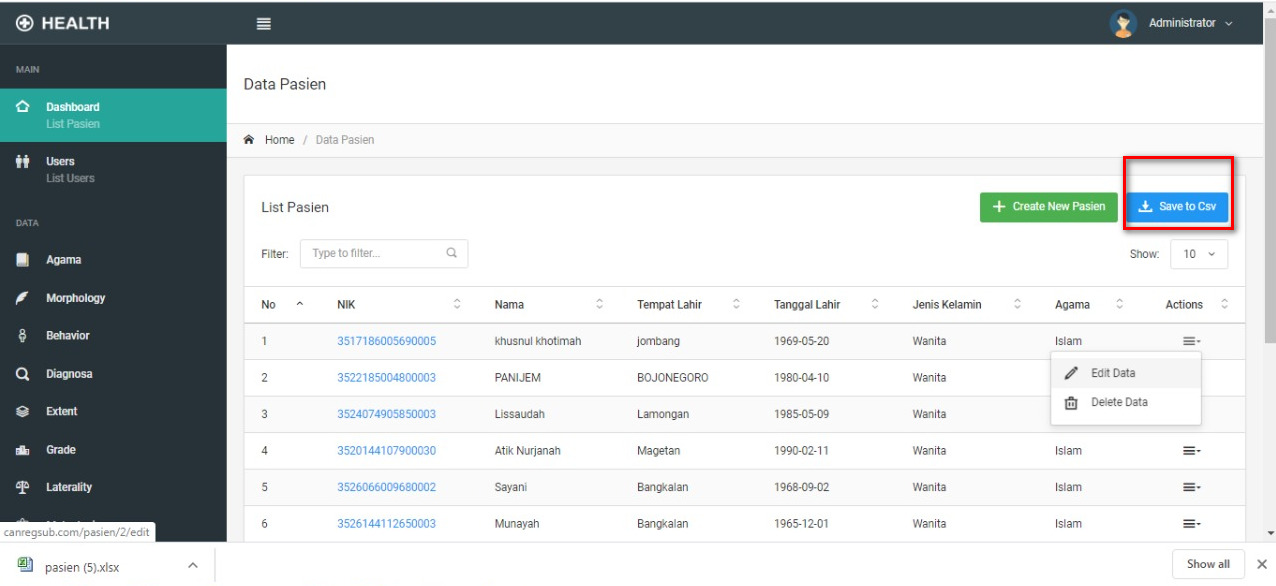 HEALTH
Administrator
MAIN
Dashboard
List Pasien
Users
List Users
DATA
Agama
Morphology
Behavior
Diagnosa
Extent
Grade
Laterality
Data Pasien
Home / Data Pasien
List Pasien
+ Create New Pasien
Save to Csv
Filter: Type to filter...
Show: 10
No NIK Nama Tempat Lahir Tanggal Lahir Jenis Kelamin Agama Actions
1 3517186005690005 khusnul khotimah jombang 1969-05-20 Wanita Islam
2 3522185004800003 PANIJEM BOJONEGORO 1980-04-10 Wanita
3 3524074905850003 Lissaudah Lamongan 1985-05-09 Wanita
Edit Data
Delete Data
4 3520144107900030 Atik Nurjanah Magetan 1990-02-11 Wanita Islam
5 3526066009680002 Sayani Bangkalan 1968-09-02 Wanita Islam
6 3526144112650003 Munayah Bangkalan 1965-12-01 Wanita Islam
canregsub.com/pasien/2/edit
pasien (5).xlsx
Show all